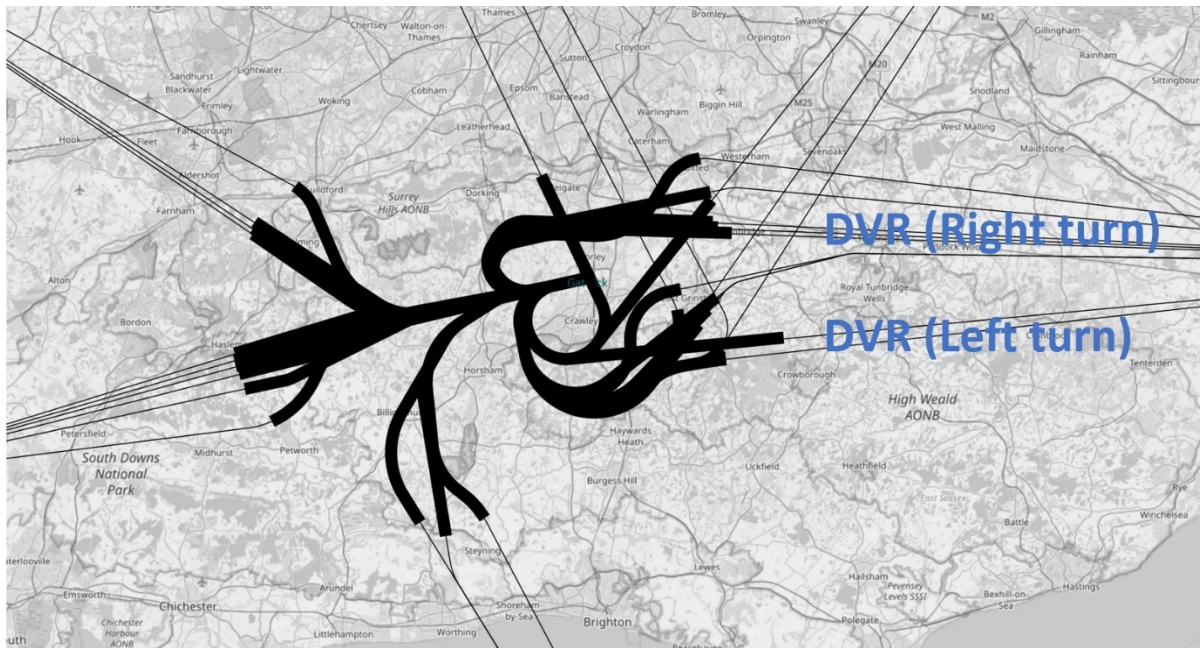 Chertsey
Walton-on-
Thames
Thames
Bromley
Swanley
M2
Gillingham
Rainham
Sittingbou
Orpington
Croydon
Sutton
Sandhurst
Lightwater
Blackwater
Frimley
Cobham
Epsom
Banstead
M20
Snodland
Woking
Warlingham
Biggin Hill
M25
Hook
Fleet
Farnborough
Leatherhead
Caterham
West Malling
Maidstone
Westerham
Sevenoaks
Aldershot
Farnham
Surrey
Hills AONB
Dorking
DVR (Right turn)
Alton
Crawley
Royal Tunbridge
Wells
Bordon
DVR (Left turn)
Tenterden
Horsham
Crowborough
High Weald
AONB
Petersfield
South Downs
National
Park
Midhurst
Petworth
Haywards
Heath
Uckfield
Heathfield
Burgess Hill
East Sussex
Rye
Winchelsea
Battle
Steyning
Lewes
Arundel
Hailsham
Pevensey
Levels SSSI
Hastings
Bexhill-on-
Sea
Emsworth
Chichester
Shoreham-
by-Sea
Brighton
Polegate
Chichester
Harbour
AONB
Littlehampton
Worthing